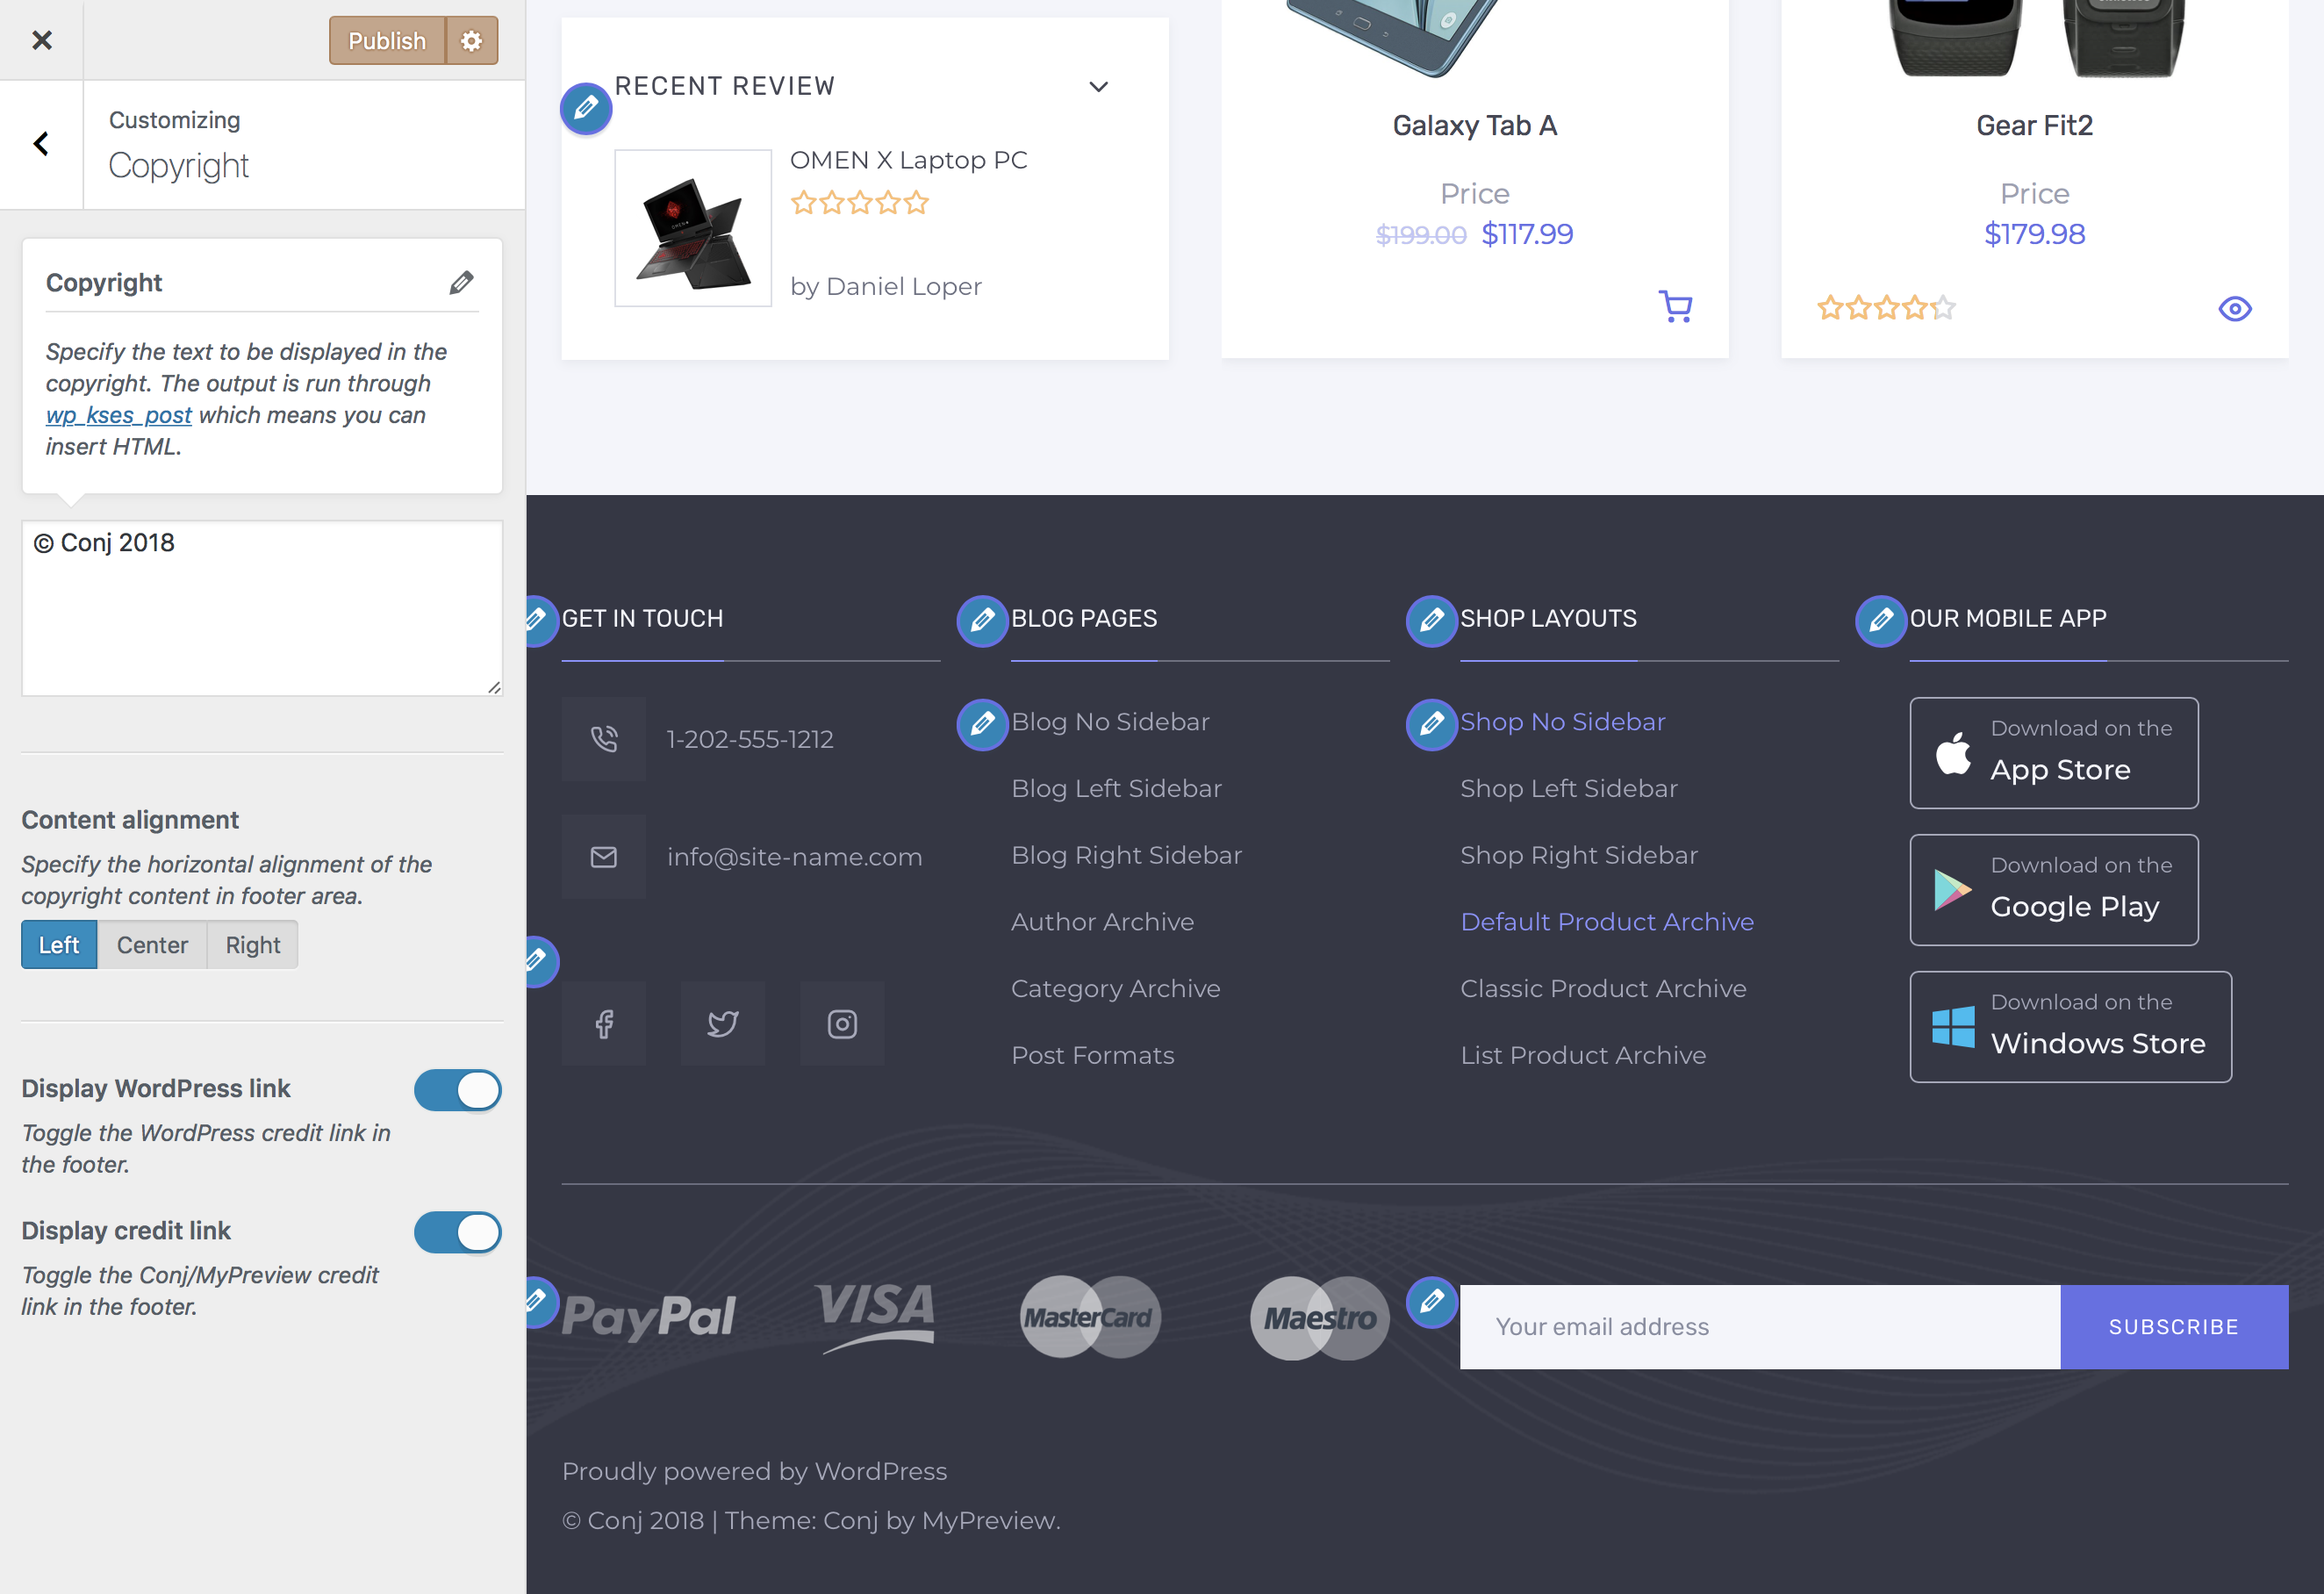 Publish
Customizing
Copyright
Copyright
Specify the text to be displayed in the
copyright. The output is run through
wp_kses_post which means you can
insert HTML.
© Conj 2018
Content alignment
Specify the horizontal alignment of the
copyright content in footer area.
Left
Center
Right
Display WordPress link
Toggle the WordPress credit link in
the footer.
Display credit link
Toggle the Conj/MyPreview credit
link in the footer.
RECENT REVIEW
OMEN X Laptop PC
by Daniel Loper
Galaxy Tab A
Price
$199.00 $117.99
Gear Fit2
Price
$179.98
GET IN TOUCH
1-202-555-1212
info@site-name.com
BLOG PAGES
Blog No Sidebar
Blog Left Sidebar
Blog Right Sidebar
Author Archive
Category Archive
Post Formats
SHOP LAYOUTS
Shop No Sidebar
Shop Left Sidebar
Shop Right Sidebar
Default Product Archive
Classic Product Archive
List Product Archive
OUR MOBILE APP
Download on the
App Store
Download on the
Google Play
Download on the
Windows Store
PayPal
VISA
MasterCard
Maestro
Your email address
SUBSCRIBE
Proudly powered by WordPress
© Conj 2018 | Theme: Conj by MyPreview.